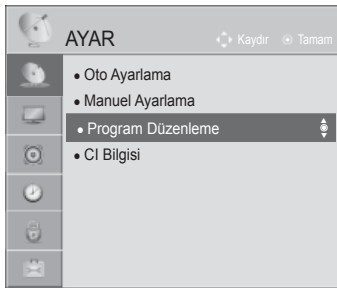 AYAR Kaydır Tamam
• Oto Ayarlama
• Manuel Ayarlama
• Program Düzenleme
• CI Bilgisi